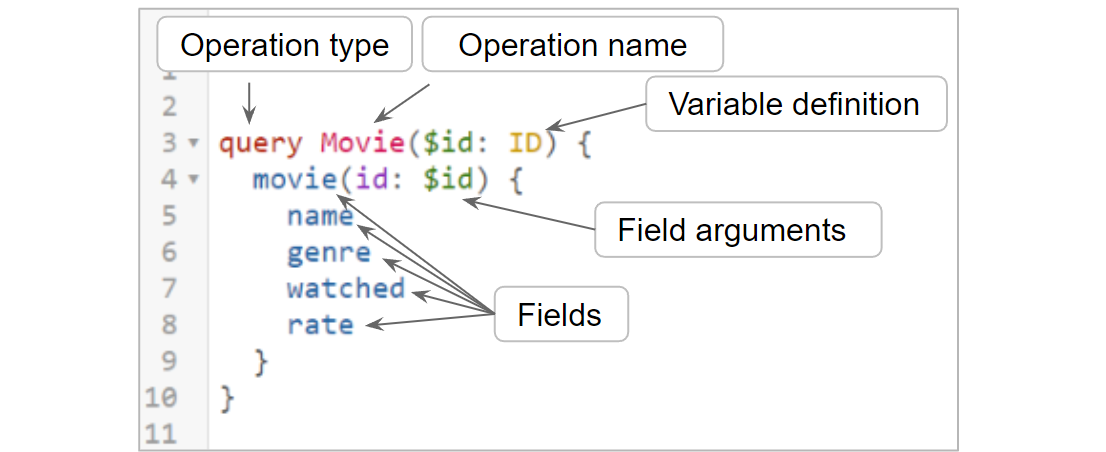 Operation type
Operation name
Variable definition
1
2
3 query Movie($id: ID) {
4 movie(id: $id) {
5 name
Field arguments
6 genre
7 watched
8 rate
Fields
9 }
10 }
11